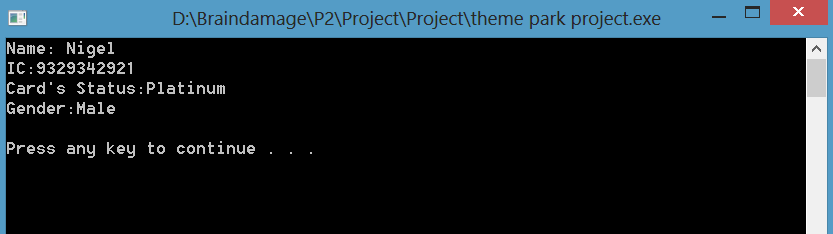 D:\Braindamage\P2\Project\Project\theme park project.exe
Name: Nigel
IC:9329342921
Card's Status:Platinum
Gender:Male
Press any key to continue . . .